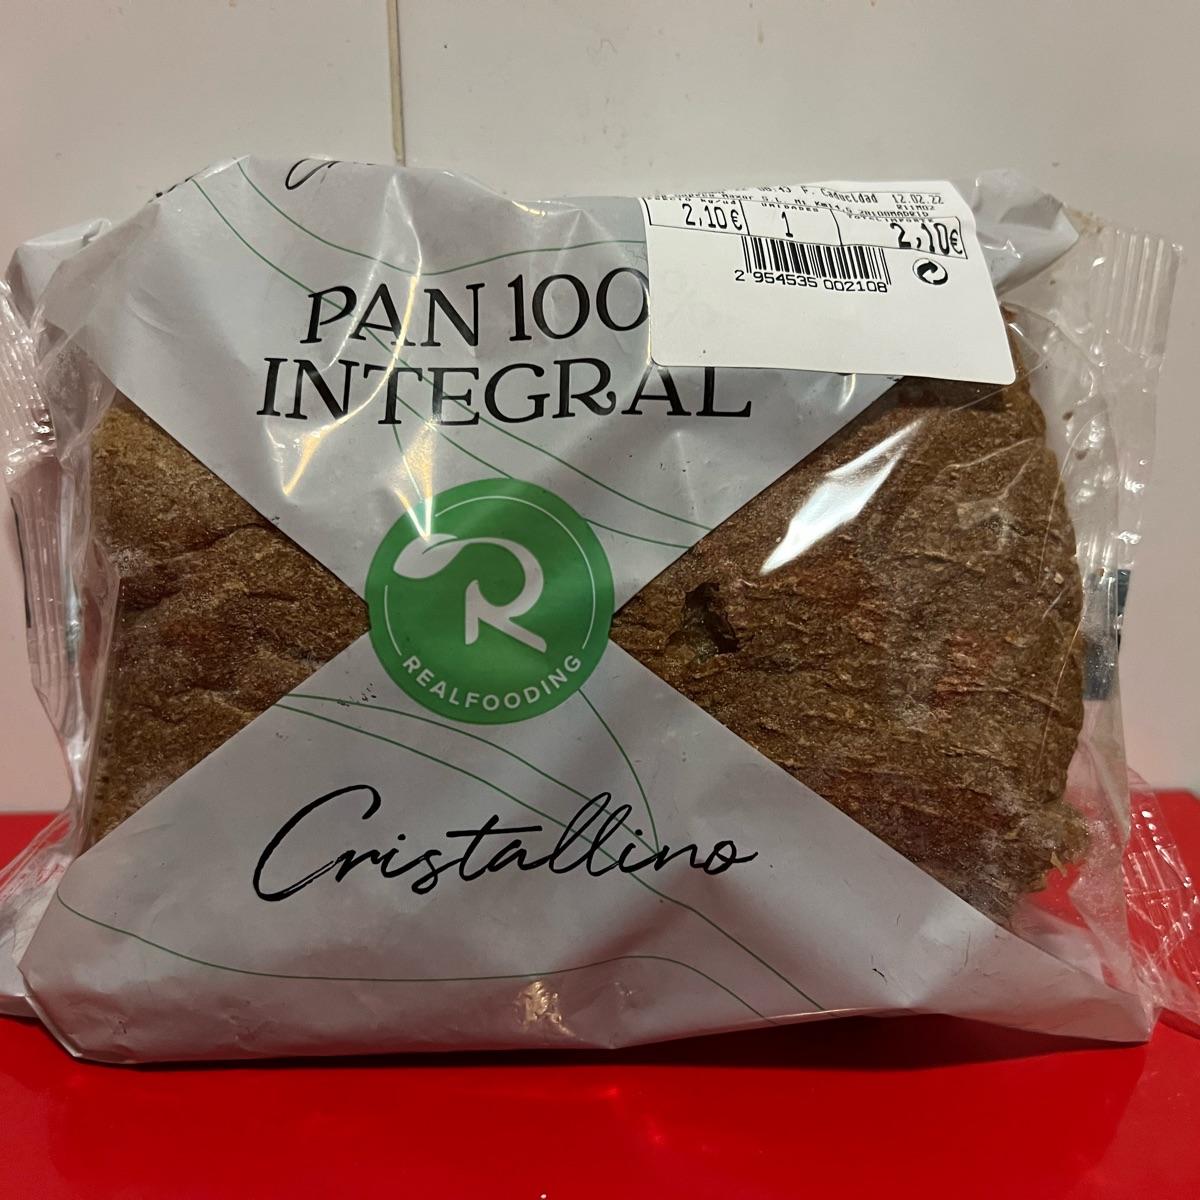 F. Caducidad 12.02.22
2,10€ 1 2,10€
2 954535 002108
PAN 100
INTEGRAL
R
REALFOODING
Cristallino